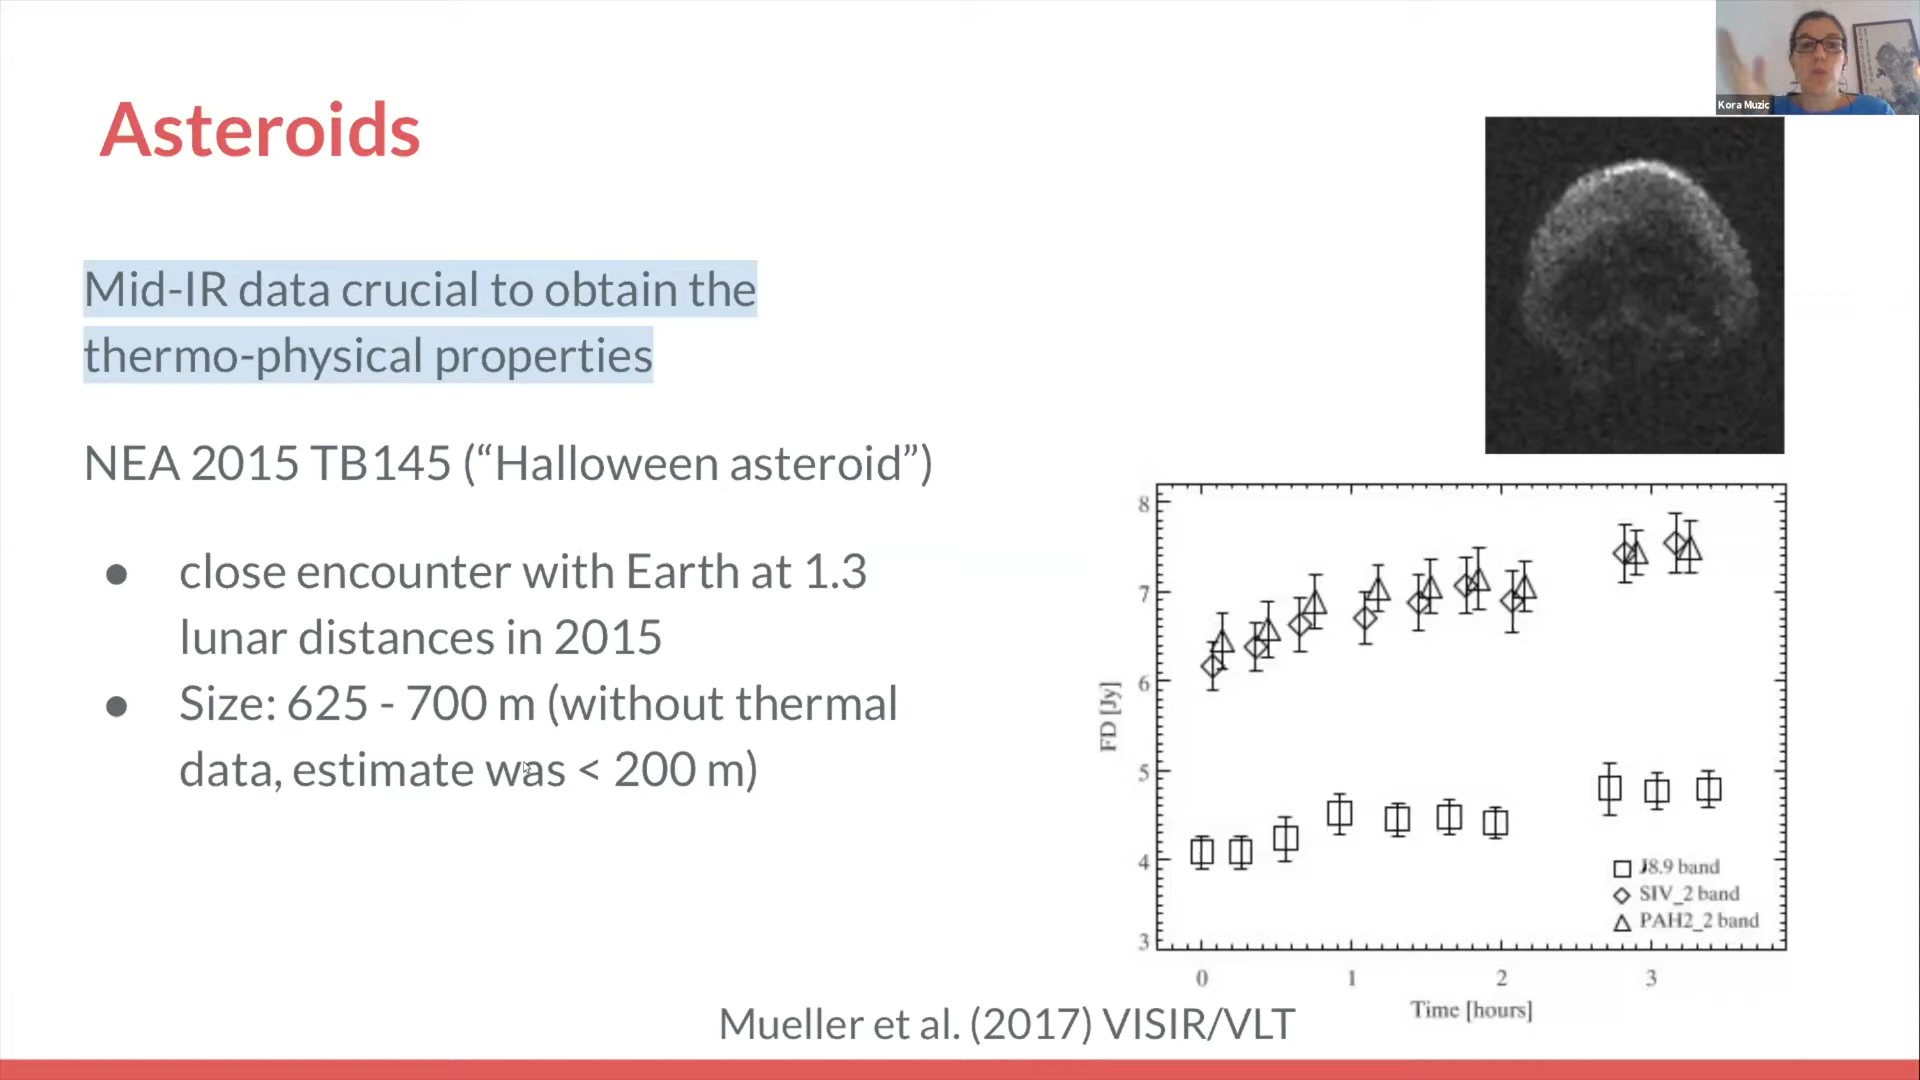 Kora Muzic
Asteroids
Mid-IR data crucial to obtain the
thermo-physical properties
NEA 2015 TB145 (“Halloween asteroid”)
● close encounter with Earth at 1.3
lunar distances in 2015
● Size: 625 - 700 m (without thermal
data, estimate was < 200 m)
8
7
6
5
4
3
FD [Jy]
J8.9 band
SIV_2 band
PAH2_2 band
0 1 2 3
Time [hours]
Mueller et al. (2017) VISIR/VLT